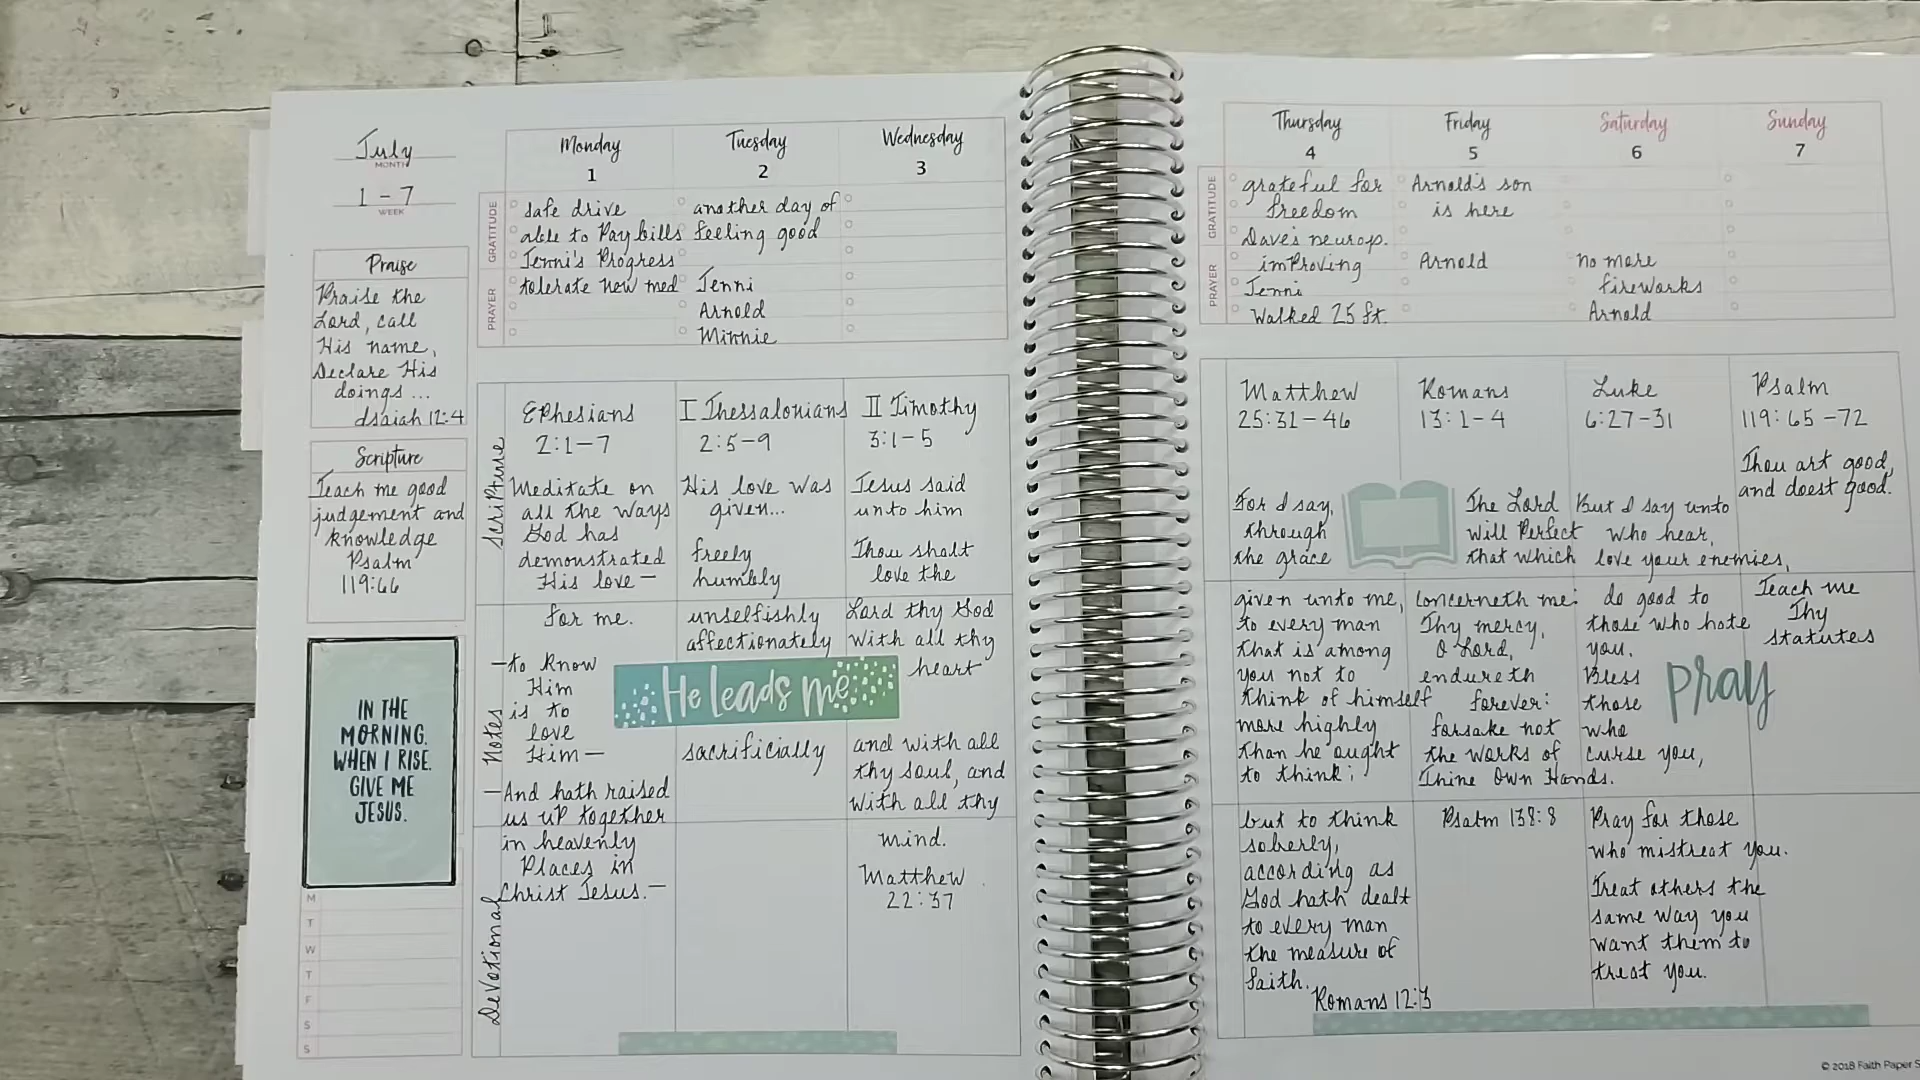 July
MONTH
1 - 7
WEEK
Praise
Praise the
Lord, call
His name,
Declare His
doings ...
Isaiah 12:4
Scripture
Teach me good
judgement and
knowledge
Psalm
119:66
IN THE
MORNING,
WHEN I RISE,
GIVE ME
JESUS.
M
T
W
T
F
S
S
Monday
1
Tuesday
2
Wednesday
3
GRATITUDE
safe drive
able to Pay bills
Jenni's Progress
another day of
feeling good
PRAYER
tolerate new med
Jenni
Arnold
Minnie
Scripture
Ephesians
2:1-7
Meditate on
all the ways
God has
demonstrated
His love —
for me.
Notes
—to know
Him
is to
love
Him —
—And hath raised
us up together
in heavenly
Places in
Christ Jesus.—
Devotional
I Thessalonians
2:5-9
His love was
given...
freely
humbly
unselfishly
affectionately
He leads me
sacrificially
II Timothy
3:1-5
Jesus said
unto him
Thou shalt
love the
Lord thy God
With all thy
heart
and with all
thy soul, and
with all thy
mind.
Matthew
22:37
Thursday
4
Friday
5
Saturday
6
Sunday
7
GRATITUDE
grateful for
freedom
Dave's neurop.
improving
Arnold's son
is here
PRAYER
Jenni
Walked 25 ft.
Arnold
no more
fireworks
Arnold
Matthew
25:31-46
For I say,
through
the grace
given unto me,
to every man
that is among
you not to
think of himself
more highly
than he ought
to think;
but to think
soberly,
according as
God hath dealt
to every man
the measure of
faith.
Romans 12:3
Romans
13:1-4
The Lord
will Perfect
that which
concerneth me:
Thy mercy,
O Lord,
endureth
forever:
forsake not
the works of
Thine Own Hands.
Psalm 138:8
Luke
6:27-31
But I say unto
who hear,
love your enemies,
do good to
those who hate
you.
Bless
those
who
curse you,
Pray for those
who mistreat you.
Treat others the
same way you
want them to
treat you.
Psalm
119:65-72
Thou art good,
and doest good.
Teach me
Thy
statutes
pray
© 2018 Faith Paper S